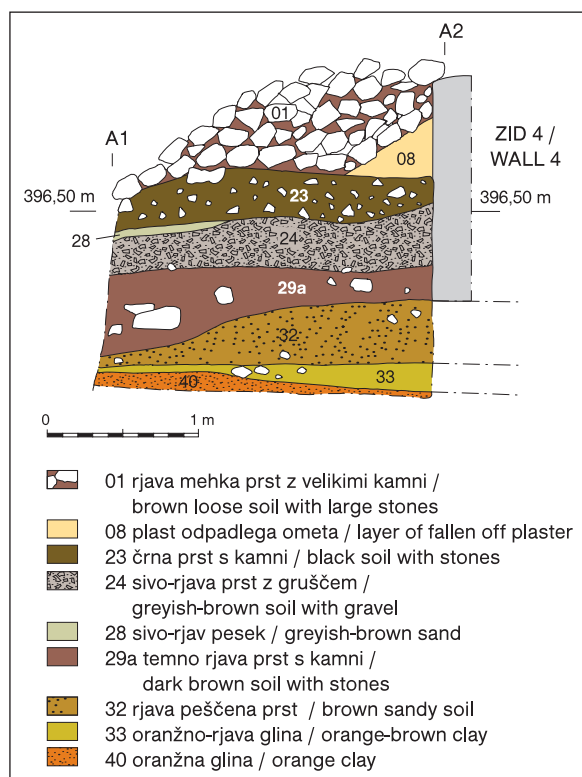 A2
01
ZID 4 /
WALL 4
A1
08
396,50 m
23
396,50 m
28
24
29a
32
33
40
0
1 m
01 rjava mehka prst z velikimi kamni /
brown loose soil with large stones
08 plast odpadlega ometa / layer of fallen off plaster
23 črna prst s kamni / black soil with stones
24 sivo-rjava prst z gruščem /
greyish-brown soil with gravel
28 sivo-rjav pesek / greyish-brown sand
29a temno rjava prst s kamni /
dark brown soil with stones
32 rjava peščena prst / brown sandy soil
33 oranžno-rjava glina / orange-brown clay
40 oranžna glina / orange clay